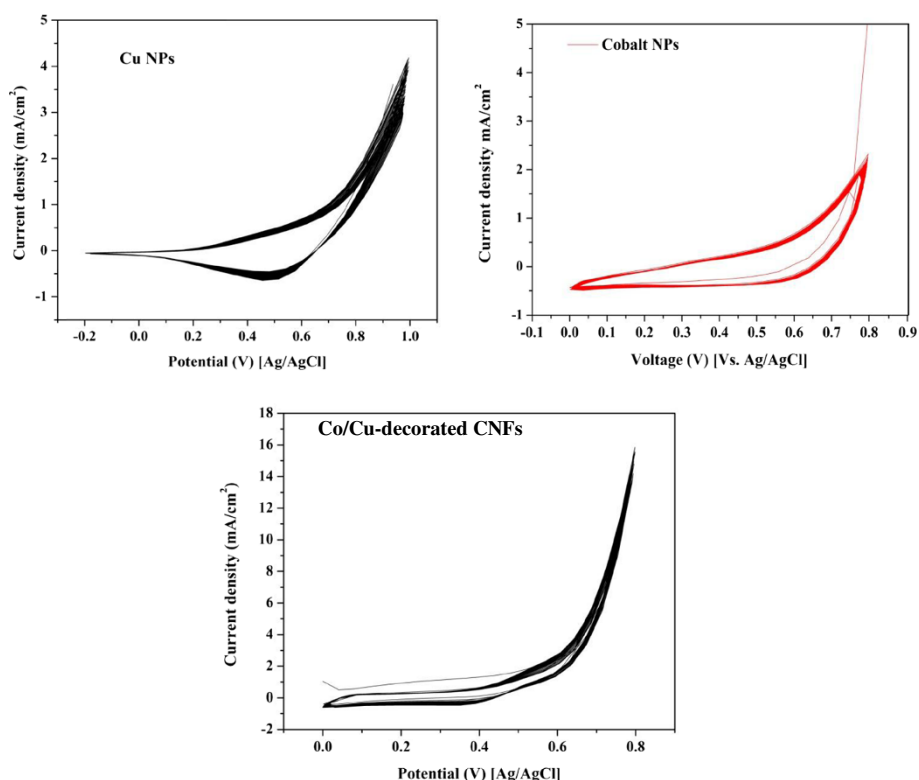 Cu NPs
Current density (mA/cm²)
5
4
3
2
1
0
-1
-0.2 0.0 0.2 0.4 0.6 0.8 1.0
Potential (V) [Ag/AgCl]
Cobalt NPs
Current density mA/cm²
5
4
3
2
1
0
-1
-0.1 0.0 0.1 0.2 0.3 0.4 0.5 0.6 0.7 0.8 0.9
Voltage (V) [Vs. Ag/AgCl]
Co/Cu-decorated CNFs
Current density (mA/cm²)
18
16
14
12
10
8
6
4
2
0
-2
0.0 0.2 0.4 0.6 0.8
Potential (V) [Ag/AgCl]